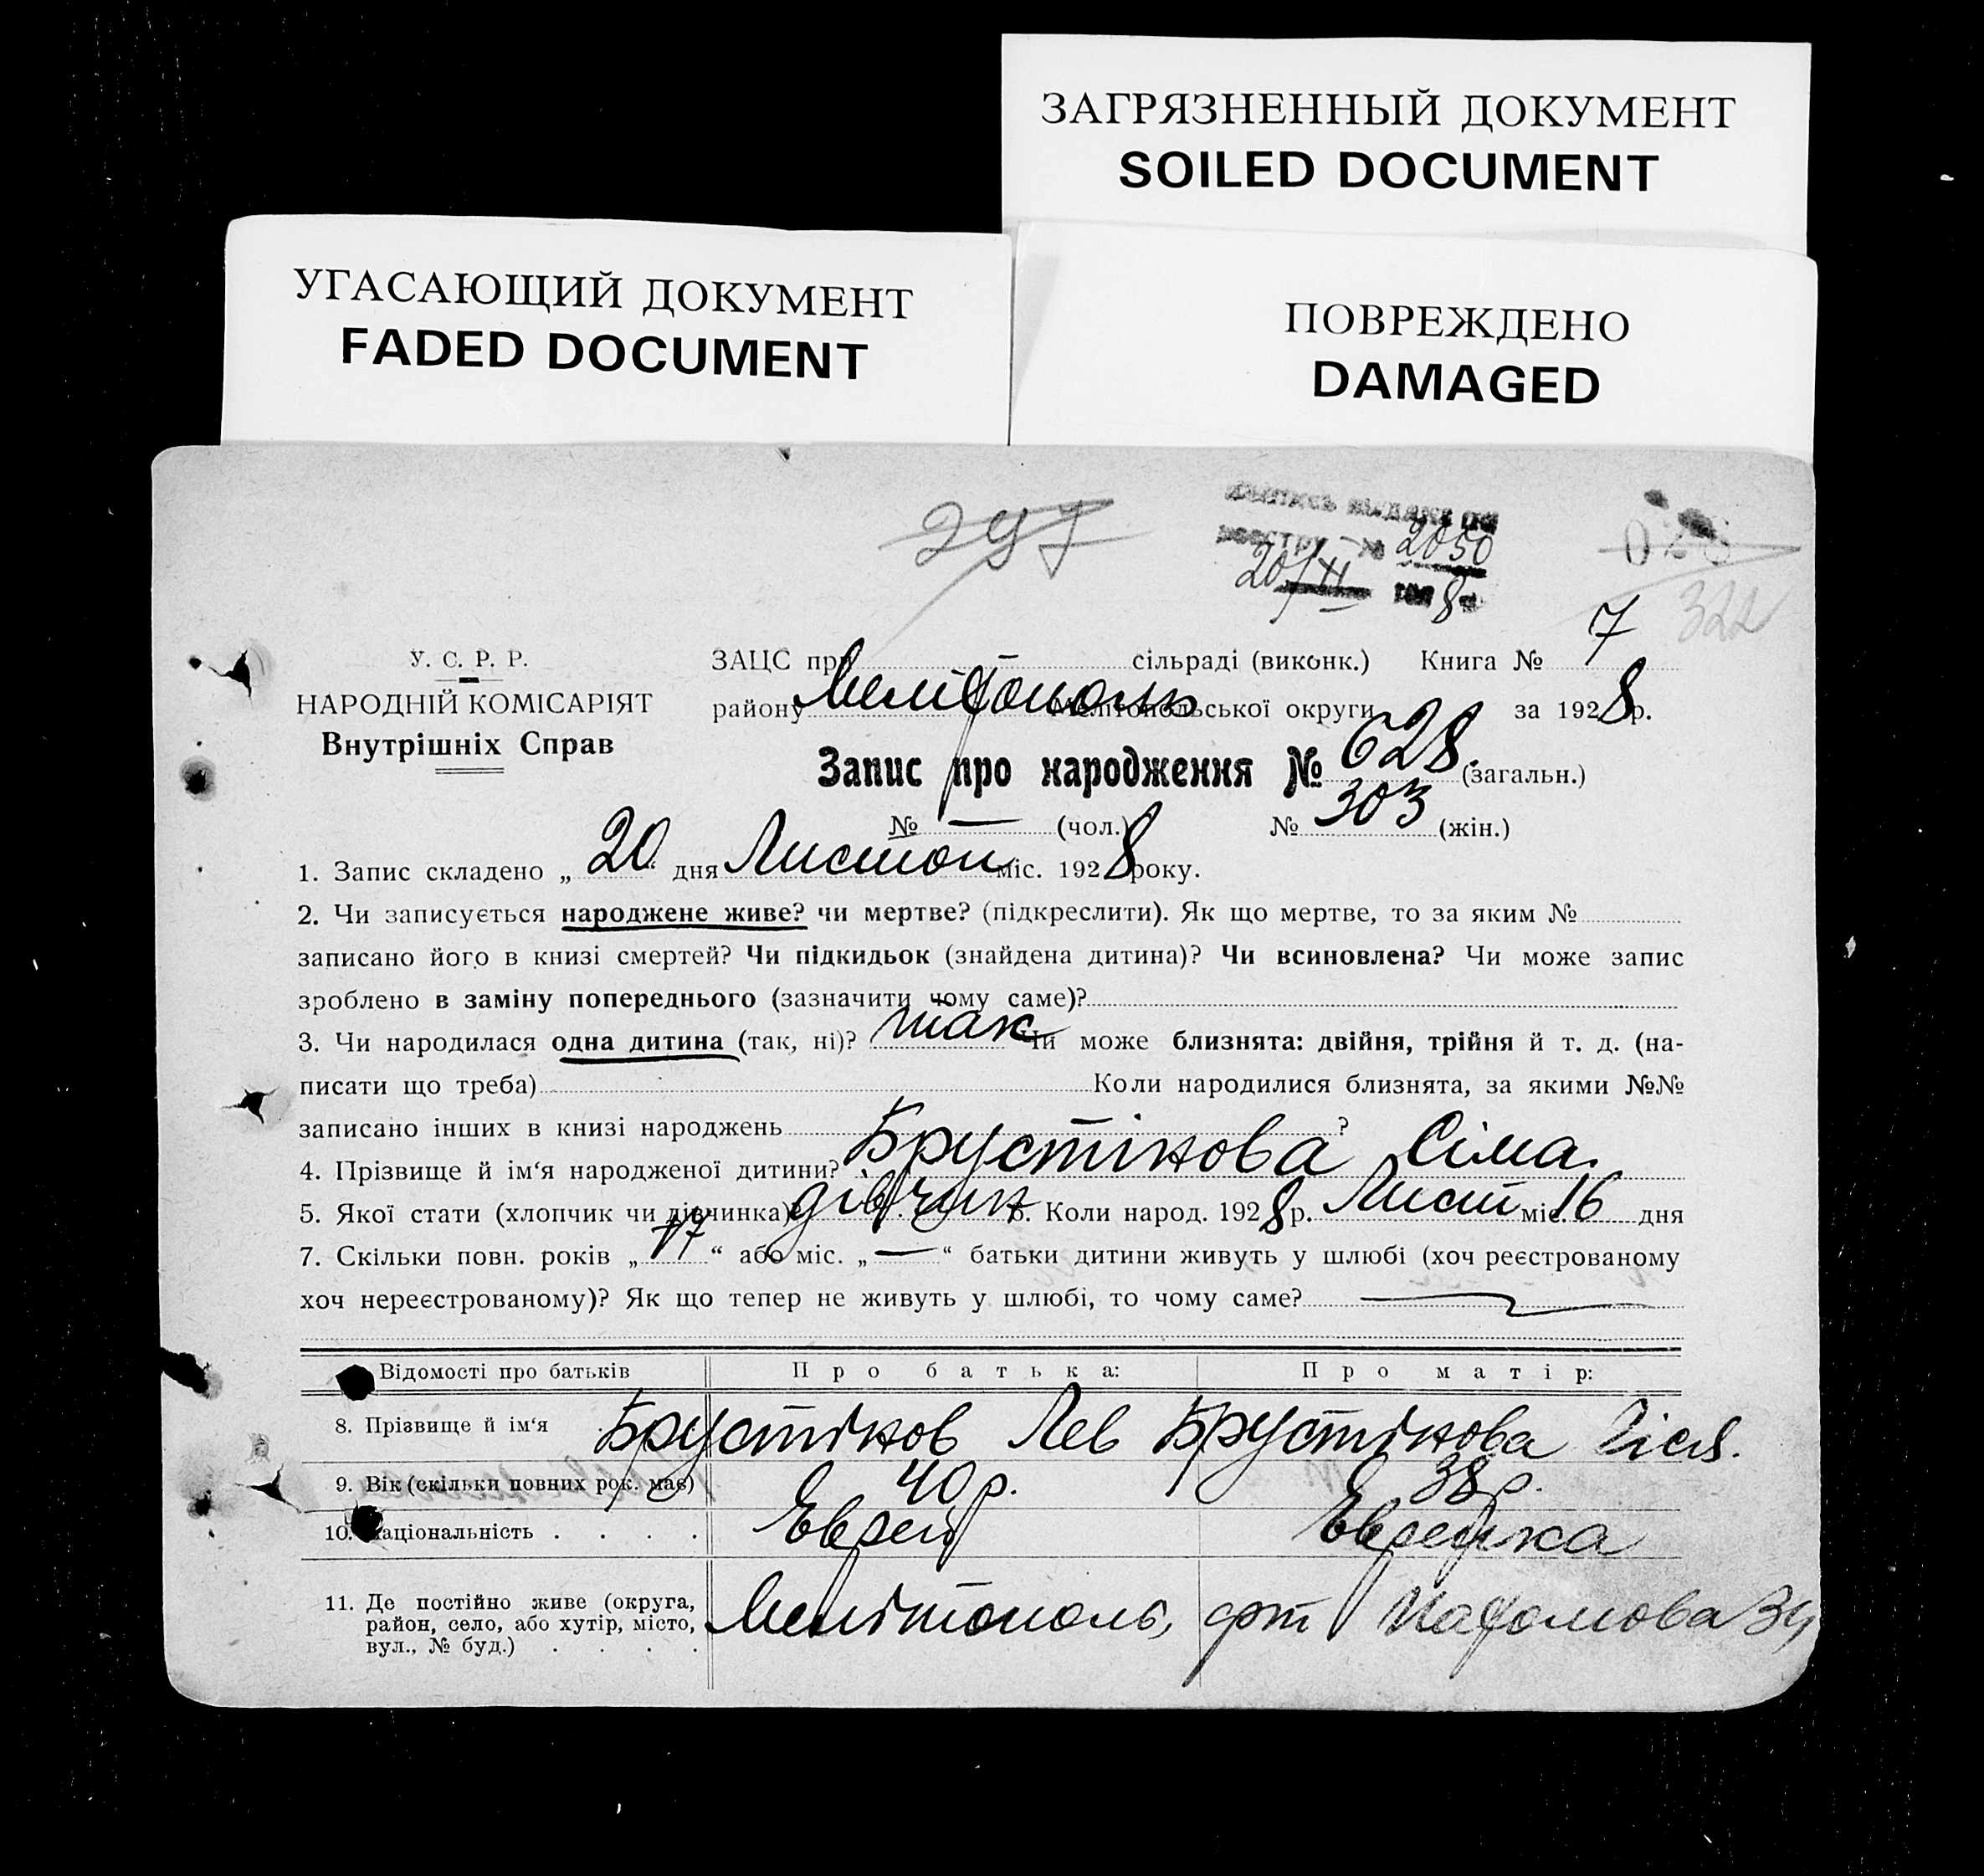 ЗАГРЯЗНЕННЫЙ ДОКУМЕНТ
SOILED DOCUMENT
УГАСАЮЩИЙ ДОКУМЕНТ
FADED DOCUMENT
ПОВРЕЖДЕНО
DAMAGED
297
2050
20/XI 8
322
У. С. Р. Р.
НАРОДНІЙ КОМІСАРІЯТ
Внутрішніх Справ
ЗАЦС при — сільраді (виконк.) Книга № 7
району Мелітополь Мелітопольської округи за 1928 р.
Запис про народження № 628. (загальн.)
№ — (чол.) № 303 (жін.)
1. Запис складено „ 20 “ дня Листоп міс. 1928 року.
2. Чи записується народжене живе? чи мертве? (підкреслити). Як що мертве, то за яким №
записано його в книзі смертей? Чи підкидьок (знайдена дитина)? Чи всиновлена? Чи може запис
зроблено в заміну попереднього (зазначити чому саме)?
3. Чи народилася одна дитина (так, ні)? так Чи може близнята: двійня, трійня й т. д. (на-
писати що треба) Коли народилися близнята, за якими №№
записано інших в книзі народжень ?
4. Прізвище й ім‘я народженої дитини? Брустінова Сіма.
5. Якої стати (хлопчик чи дівчинка) дівчин 6. Коли народ. 1928 р. Лист міс. 16 дня
7. Скільки повн. років „ 17 “ або міс. „ — “ батьки дитини живуть у шлюбі (хоч реєстрованому
хоч нереєстрованому)? Як що тепер не живуть у шлюбі, то чому саме?
Відомості про батьків Про батька: Про матір:
8. Прізвище й ім‘я Брустінов Лев Брустінова
9. Вік (скільки повних рок. має) 40 р. 38 р.
10. Національність . . . . Еврей Еврейка
11. Де постійно живе (округа,
район, село, або хутір, місто,
вул., № буд.) . . . . Мелітополь,